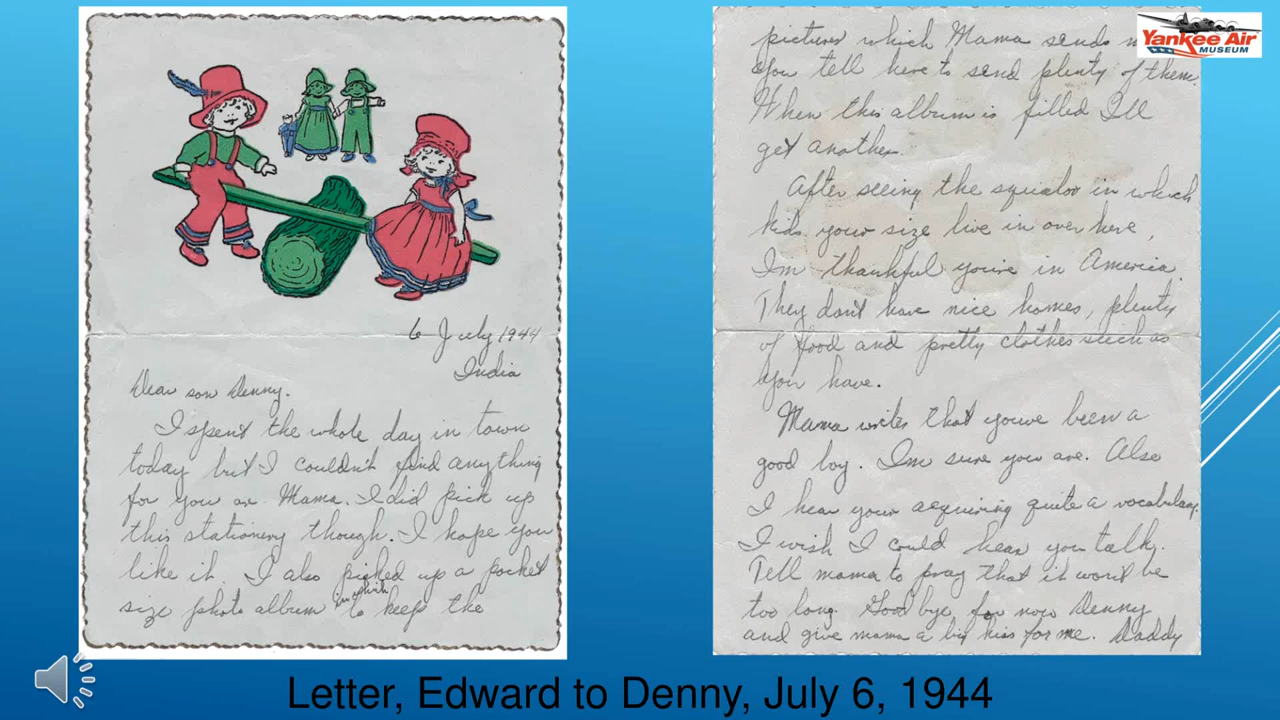 6 July 1944
India
Dear son Denny.
I spent the whole day in town
today but I couldn't find anything
for you or Mama. I did pick up
this stationery though. I hope you
like it. I also picked up a pocket
size photo album in which to keep the
pictures which Mama sends
You tell here to send plenty of them.
When this album is filled I'll
get another.
After seeing the squalor in which
kids your size live in over here,
I'm thankful you're in America.
They don't have nice homes, plenty
of food and pretty clothes such as
you have.
Mama writes that you've been a
good boy. I'm sure you are. Also
I hear your acquiring quite a vocabulary.
I wish I could hear you talk.
Tell mama to pray that it won't be
too long. Good bye for now Denny
and give mama a big kiss for me. Daddy
Yankee Air
MUSEUM
Letter, Edward to Denny, July 6, 1944